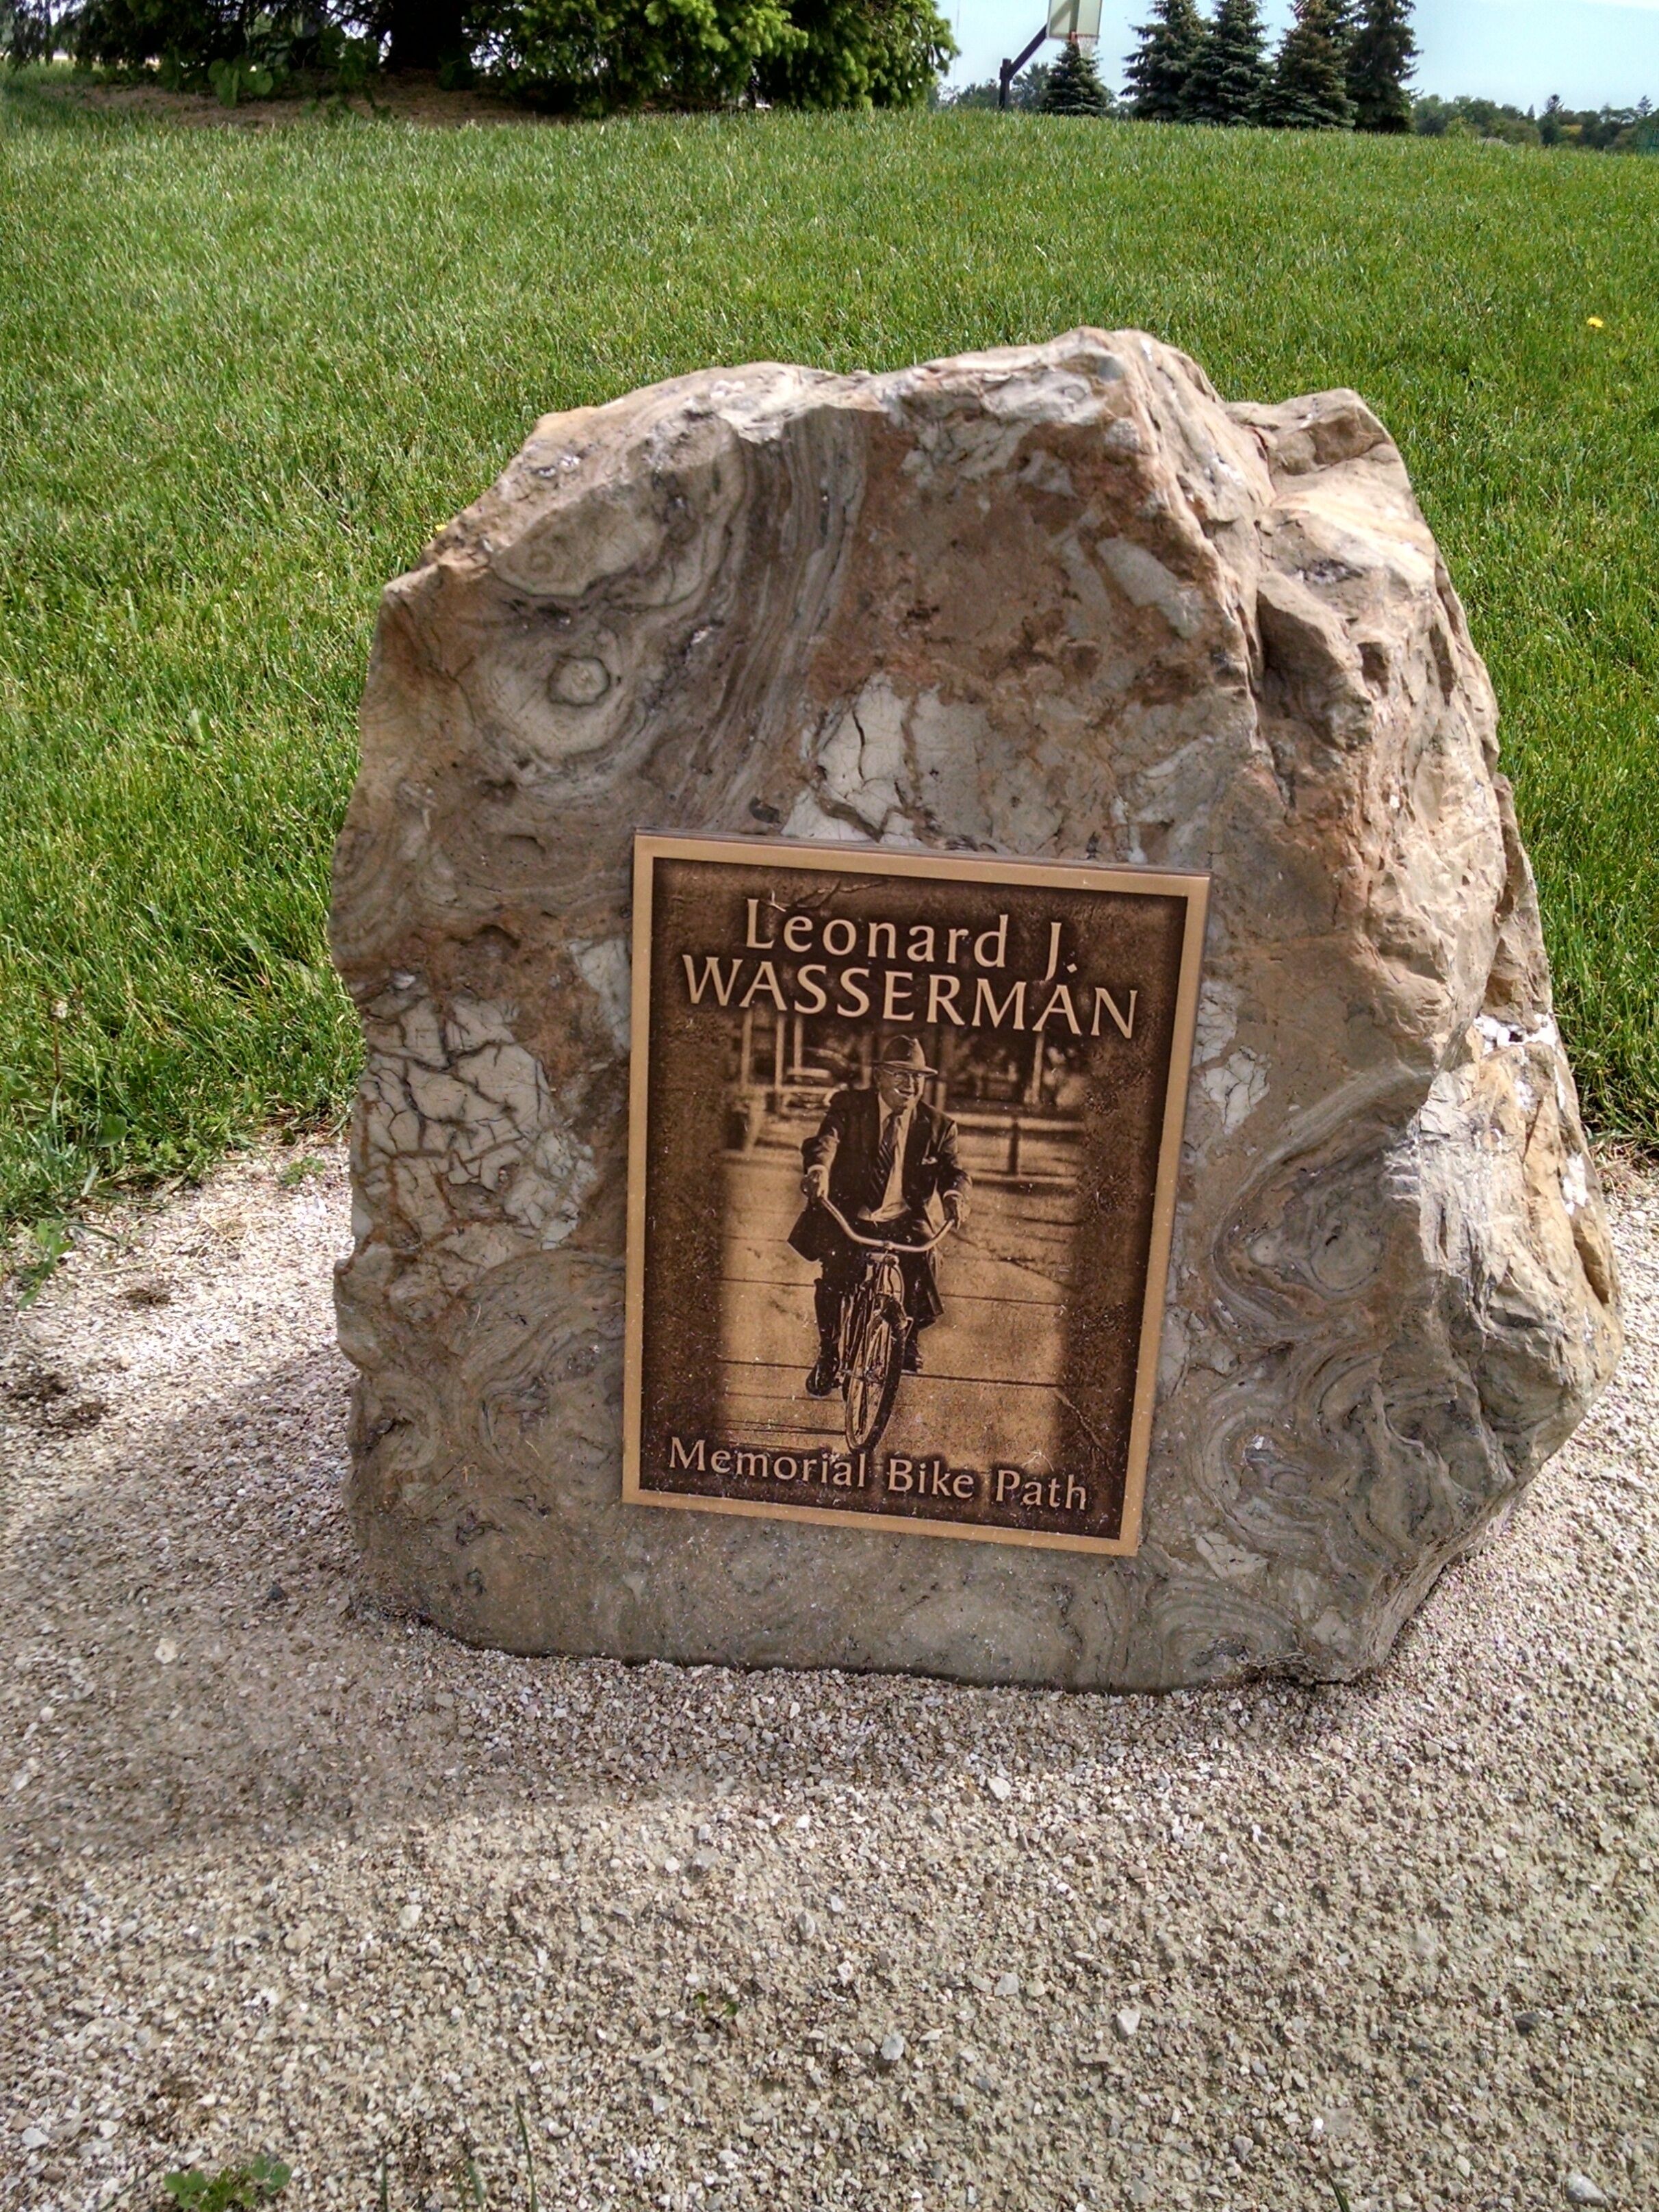 Leonard J.
WASSERMAN
Memorial Bike Path